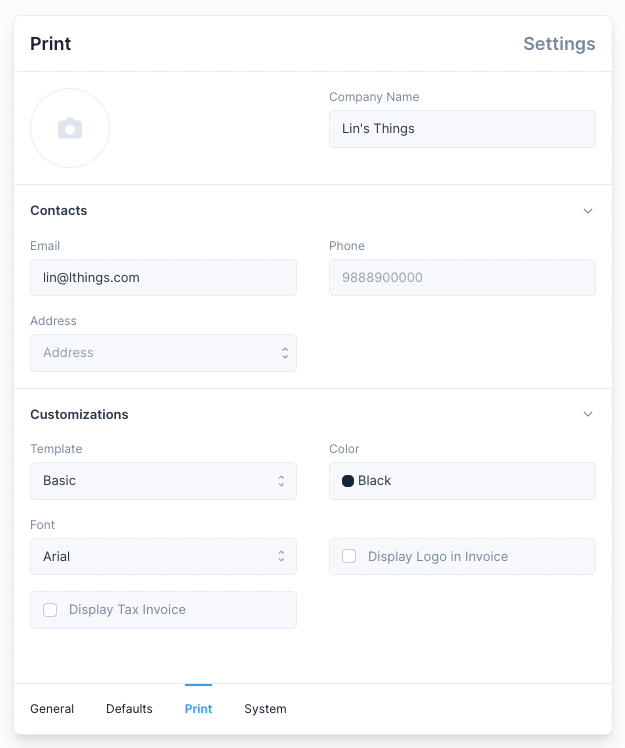 Print
Settings
Company Name
Lin's Things
Contacts
Email
Phone
lin@lthings.com
9888900000
Address
Address
Customizations
Template
Color
Basic
Black
Font
Arial
Display Logo in Invoice
Display Tax Invoice
General
Defaults
Print
System